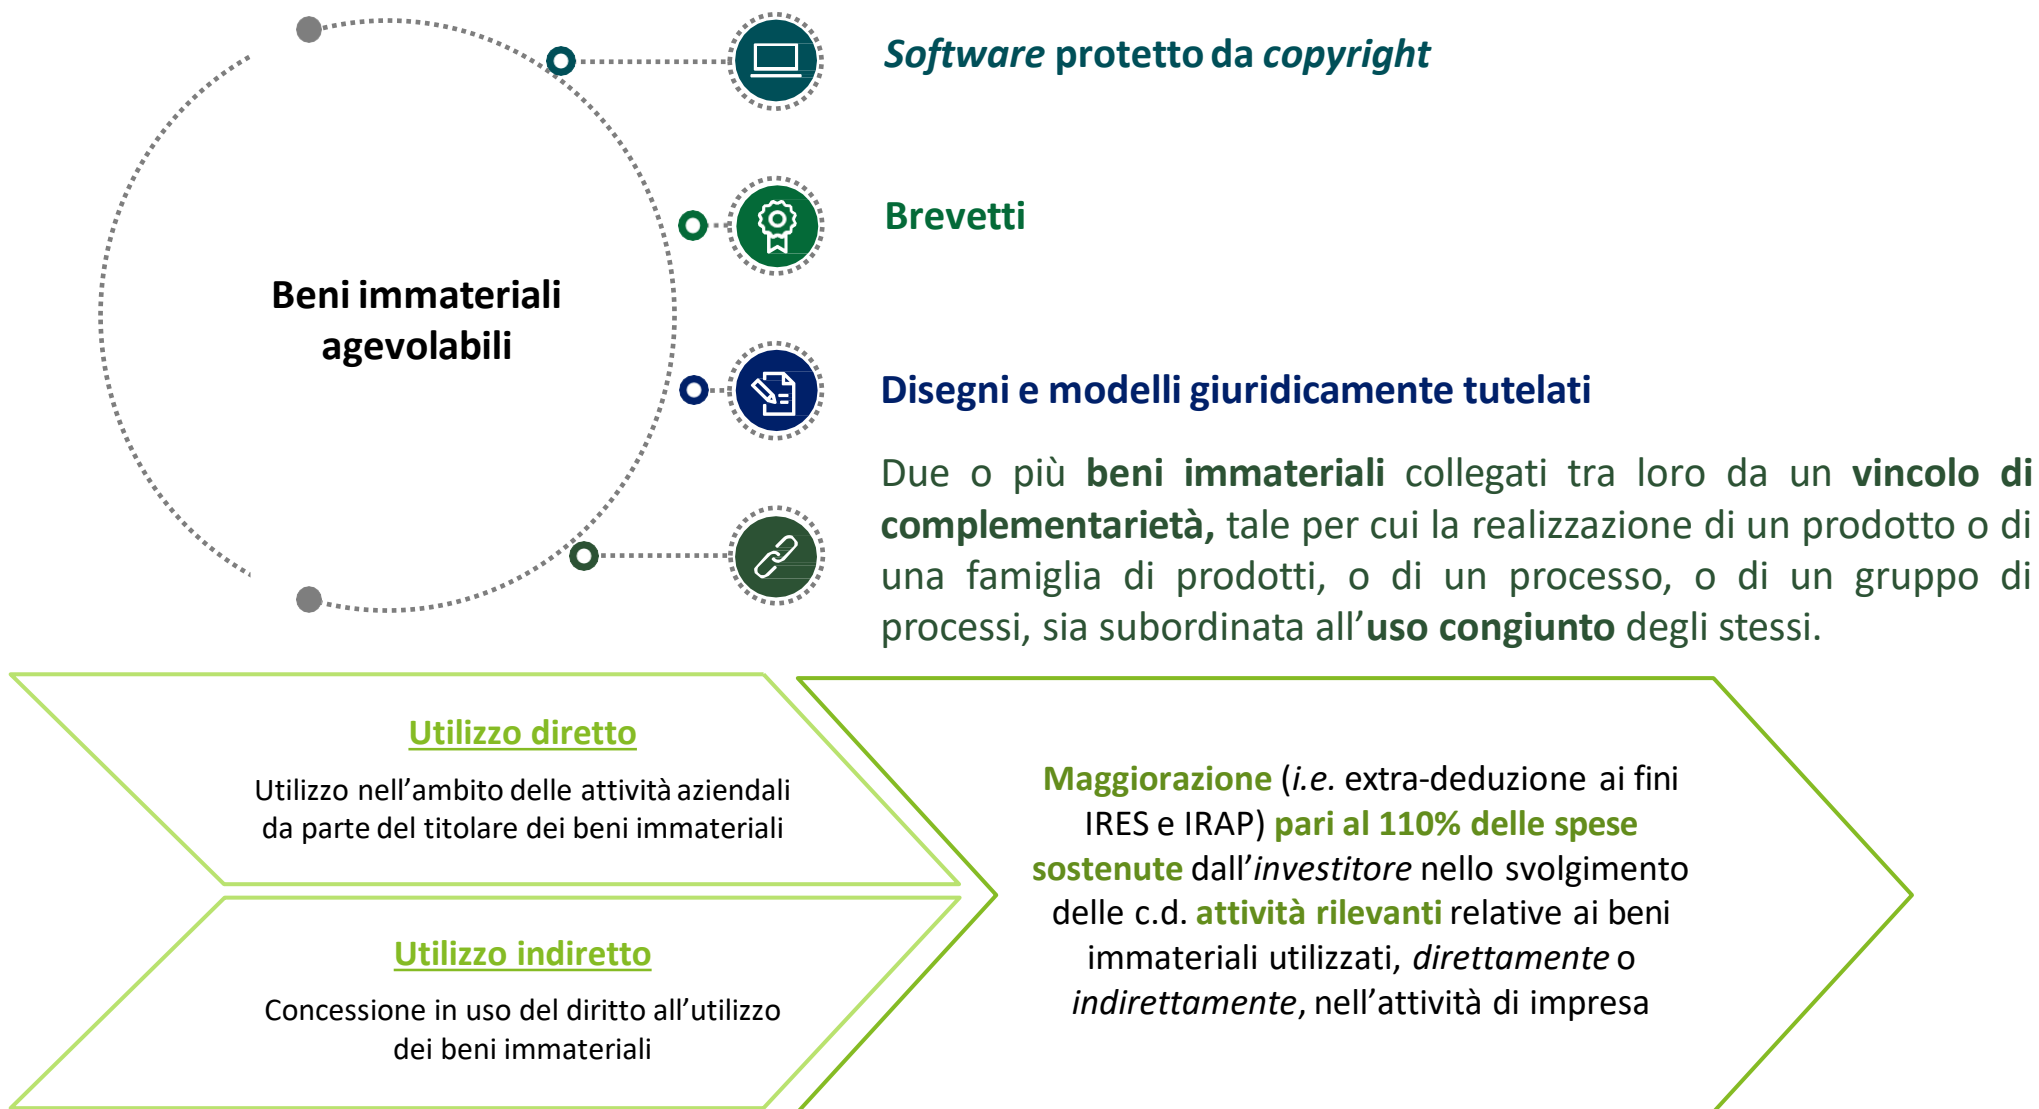 Software protetto da copyright
Brevetti
Beni immateriali
agevolabili
Disegni e modelli giuridicamente tutelati
Due o più beni immateriali collegati tra loro da un vincolo di
complementarietà, tale per cui la realizzazione di un prodotto o di
una famiglia di prodotti, o di un processo, o di un gruppo di
processi, sia subordinata all’uso congiunto degli stessi.
Utilizzo diretto
Utilizzo nell’ambito delle attività aziendali
da parte del titolare dei beni immateriali
Utilizzo indiretto
Concessione in uso del diritto all’utilizzo
dei beni immateriali
Maggiorazione (i.e. extra-deduzione ai fini
IRES e IRAP) pari al 110% delle spese
sostenute dall’investitore nello svolgimento
delle c.d. attività rilevanti relative ai beni
immateriali utilizzati, direttamente o
indirettamente, nell’attività di impresa